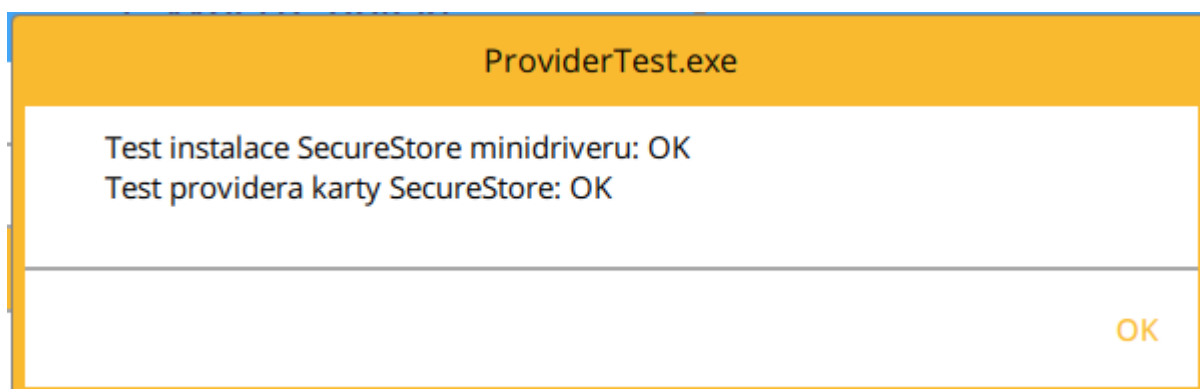 ProviderTest.exe
Test instalace SecureStore minidriveru: OK
Test providera karty SecureStore: OK
OK